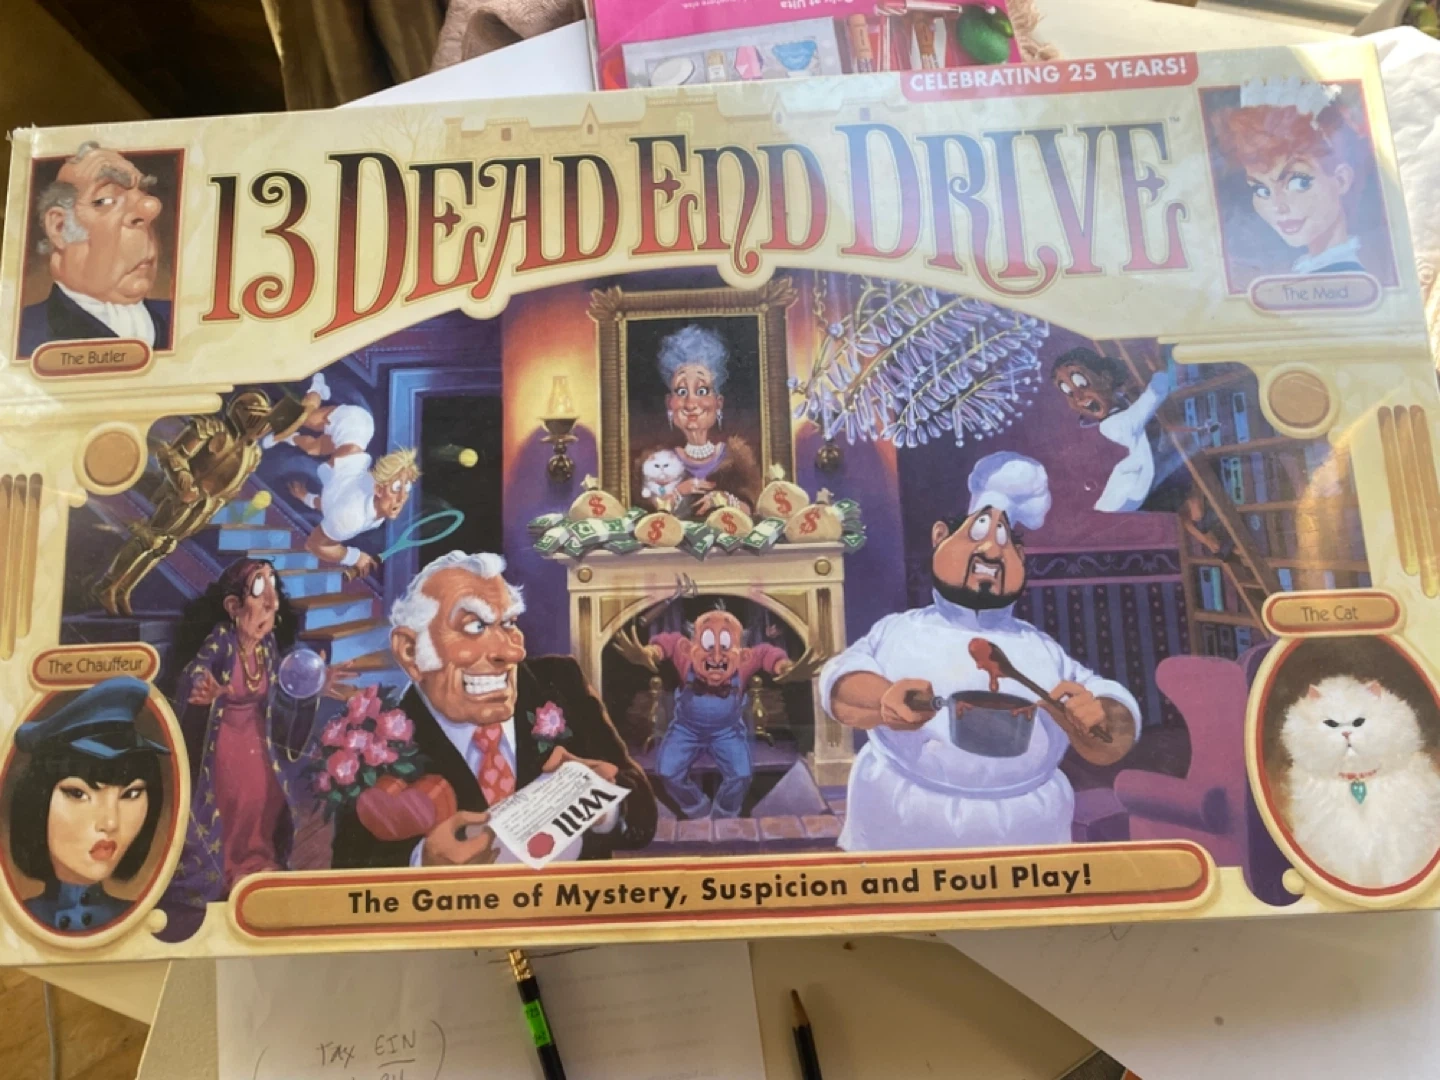 CELEBRATING 25 YEARS!
13 DEAD END DRIVE™
The Butler
The Maid
The Chauffeur
The Cat
Will
The Game of Mystery, Suspicion and Foul Play!
TAX EIN